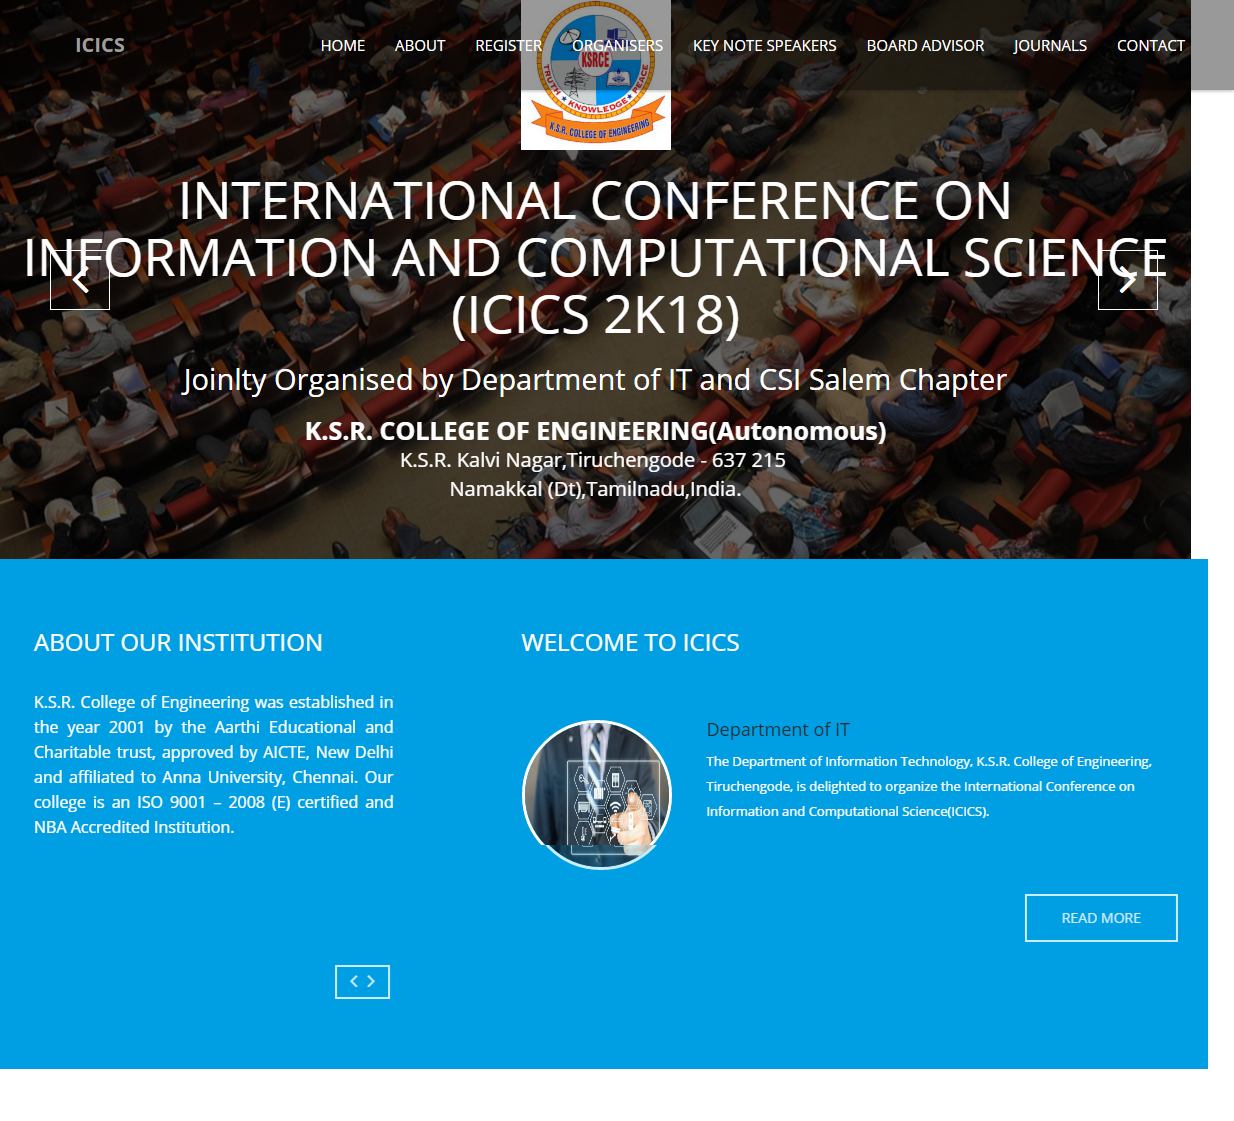 ICICS HOME ABOUT REGISTER ORGANISERS KEY NOTE SPEAKERS BOARD ADVISOR JOURNALS CONTACT
KSRCE
TRUTH KNOWLEDGE PEACE
K.S.R. COLLEGE OF ENGINEERING
INTERNATIONAL CONFERENCE ON
INFORMATION AND COMPUTATIONAL SCIENCE
(ICICS 2K18)
Joinlty Organised by Department of IT and CSI Salem Chapter
K.S.R. COLLEGE OF ENGINEERING(Autonomous)
K.S.R. Kalvi Nagar,Tiruchengode - 637 215
Namakkal (Dt),Tamilnadu,India.
ABOUT OUR INSTITUTION
K.S.R. College of Engineering was established in
the year 2001 by the Aarthi Educational and
Charitable trust, approved by AICTE, New Delhi
and affiliated to Anna University, Chennai. Our
college is an ISO 9001 – 2008 (E) certified and
NBA Accredited Institution.
WELCOME TO ICICS
Department of IT
The Department of Information Technology, K.S.R. College of Engineering,
Tiruchengode, is delighted to organize the International Conference on
Information and Computational Science(ICICS).
READ MORE